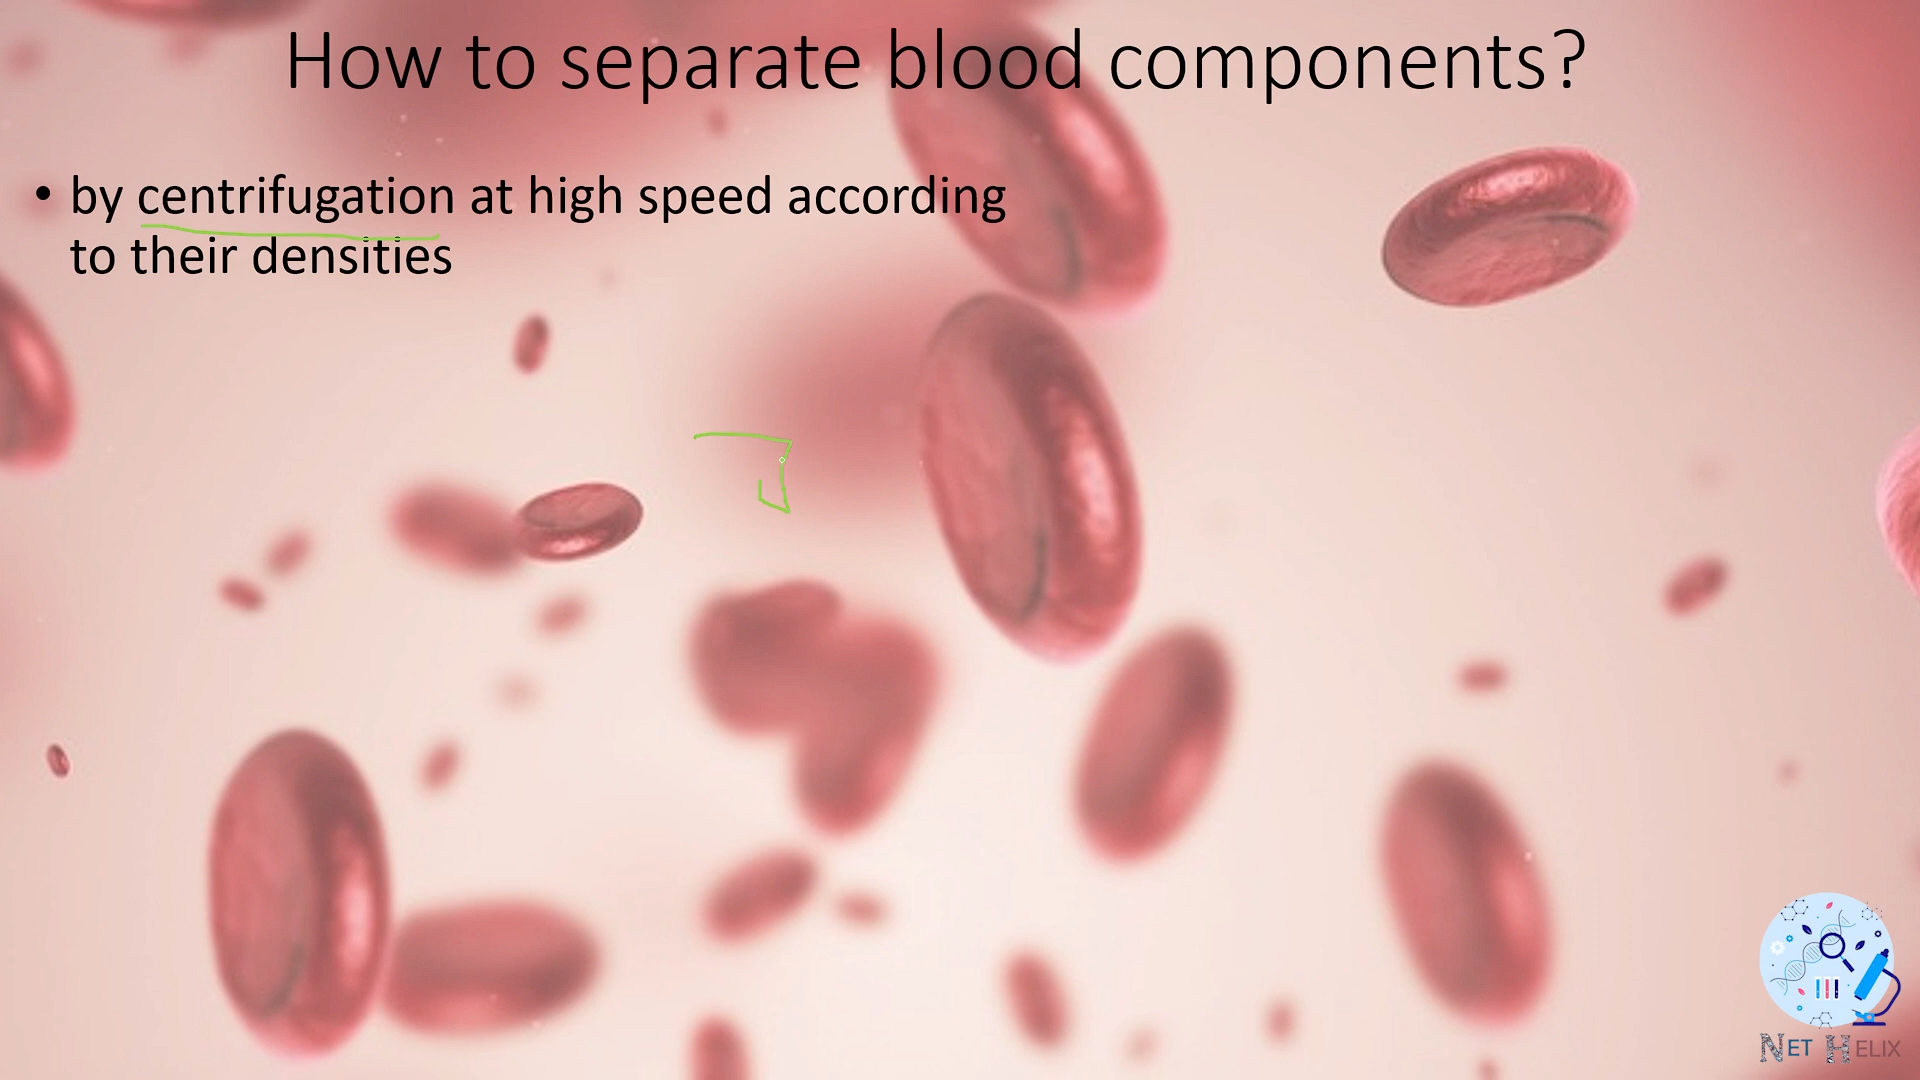 How to separate blood components?
• by centrifugation at high speed according
to their densities
NET HELIX